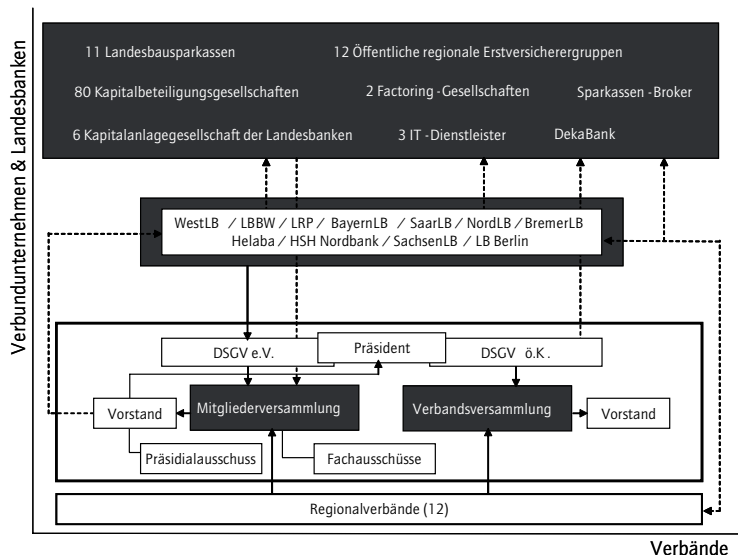 Verbundunternehmen & Landesbanken
11 Landesbausparkassen
12 Öffentliche regionale Erstversicherergruppen
80 Kapitalbeteiligungsgesellschaften
2 Factoring - Gesellschaften
Sparkassen - Broker
6 Kapitalanlagegesellschaft der Landesbanken
3 IT - Dienstleister
DekaBank
WestLB / LBBW / LRP / BayernLB / SaarLB / NordLB / BremerLB
Helaba / HSH Nordbank / SachsenLB / LB Berlin
DSGV e.V.
Präsident
DSGV ö.K.
Vorstand
Mitgliederversammlung
Verbandsversammlung
Vorstand
Präsidialausschuss
Fachausschüsse
Regionalverbände (12)
Verbände